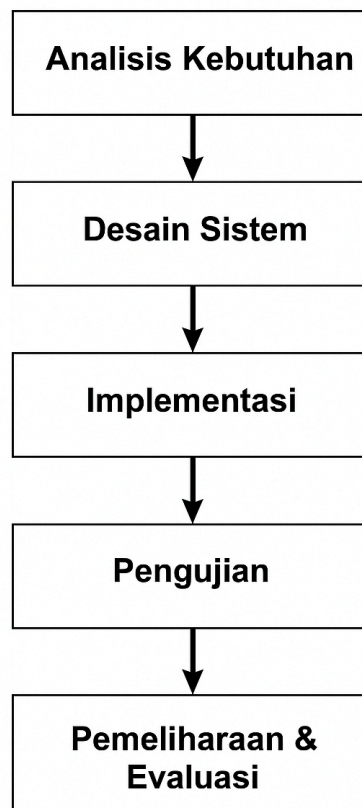 Analisis Kebutuhan
Desain Sistem
Implementasi
Pengujian
Pemeliharaan &
Evaluasi